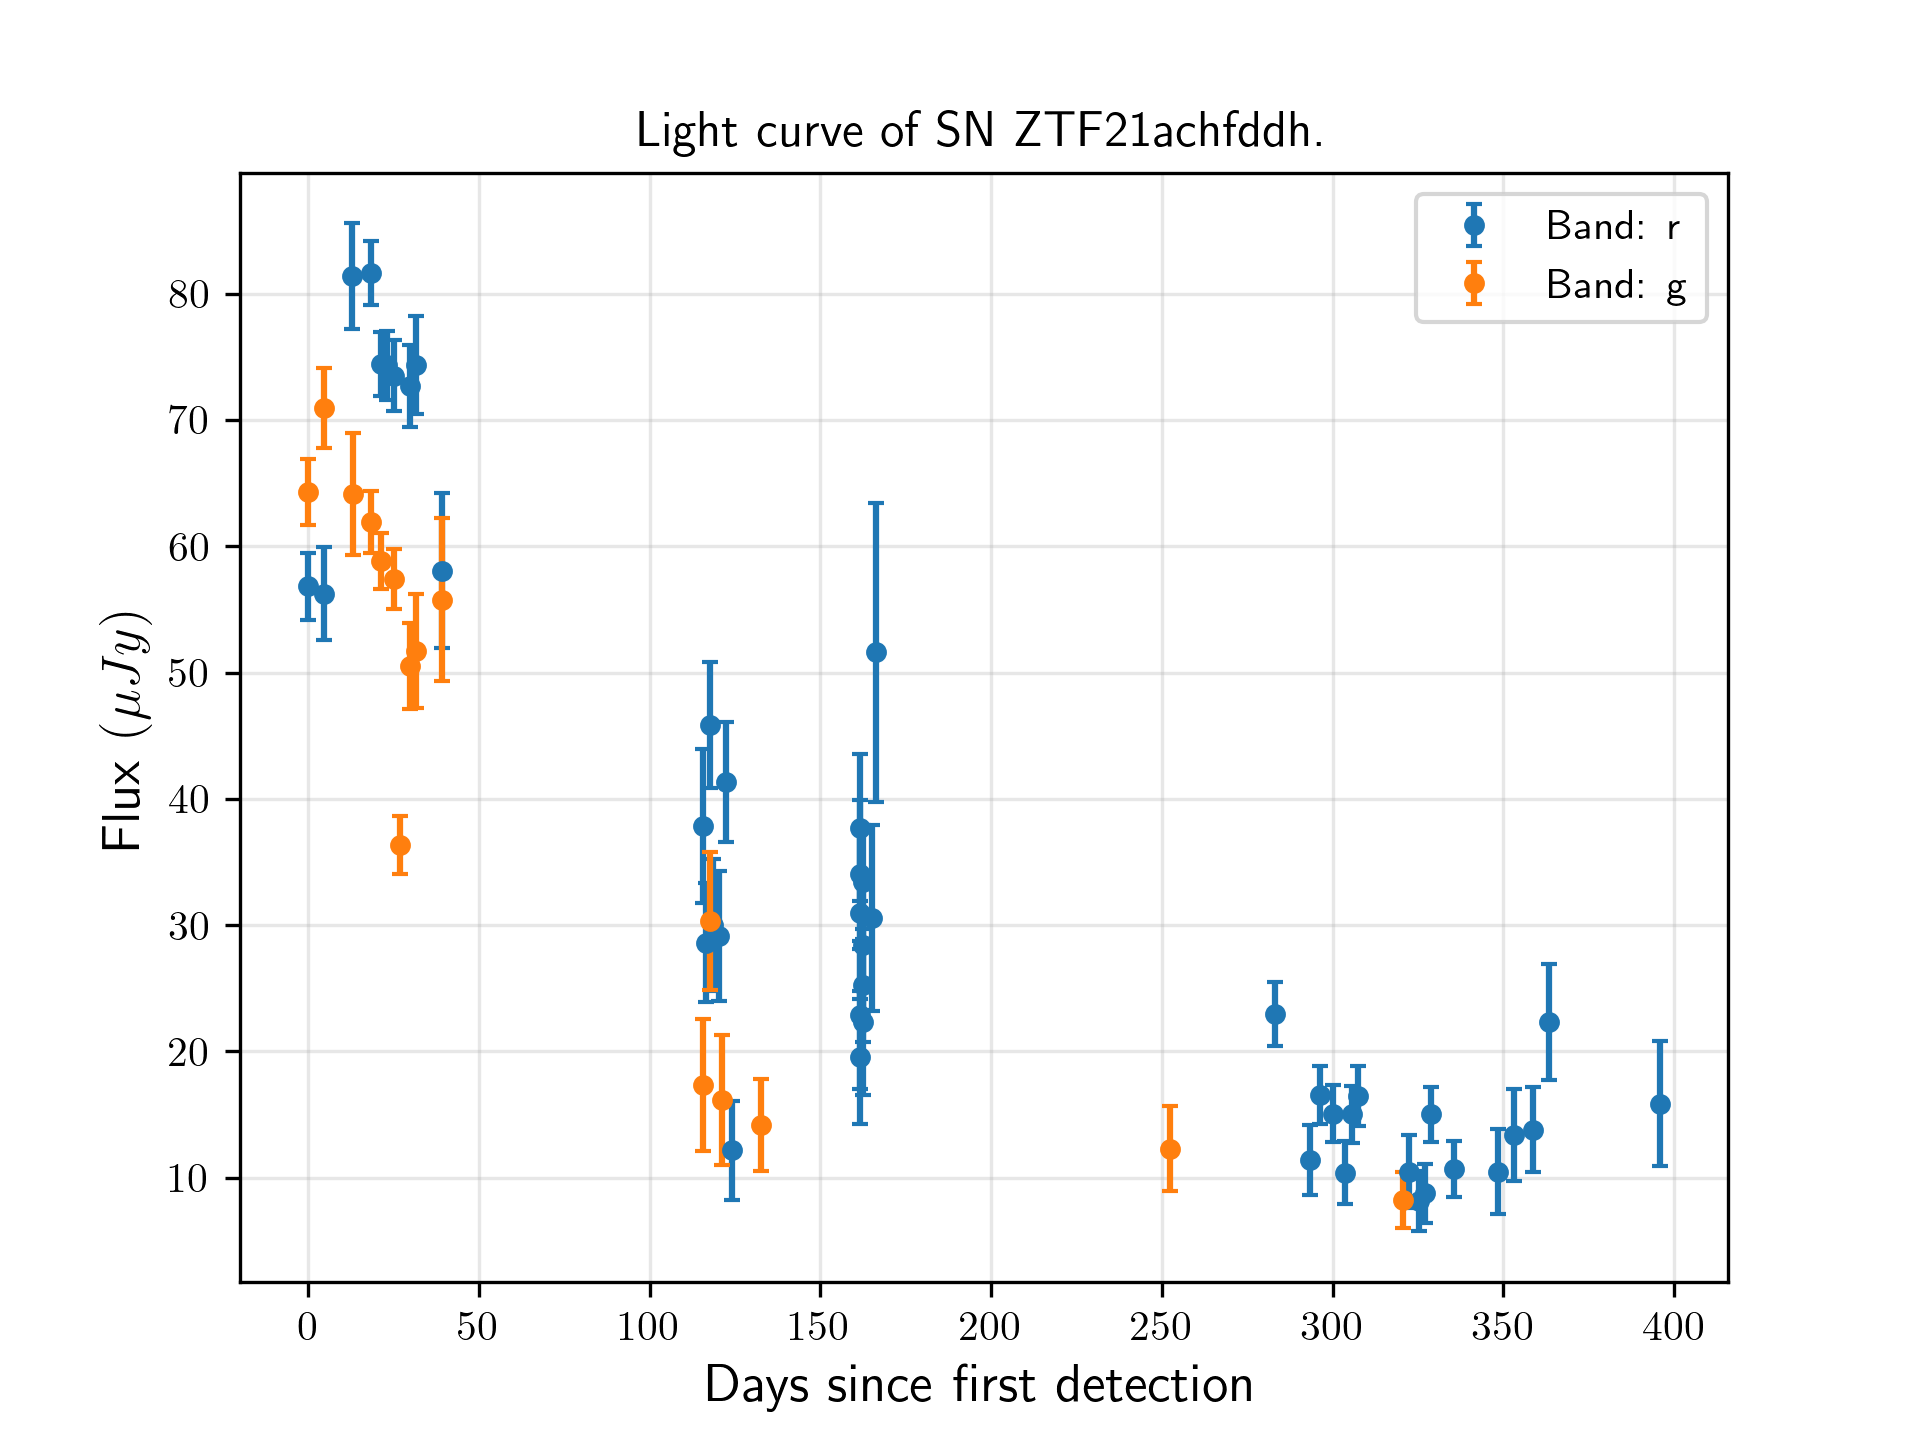 Light curve of SN ZTF21achfddh.
Band: r
Band: g
80
70
60
50
40
30
20
10
Flux (μJy)
0 50 100 150 200 250 300 350 400
Days since first detection